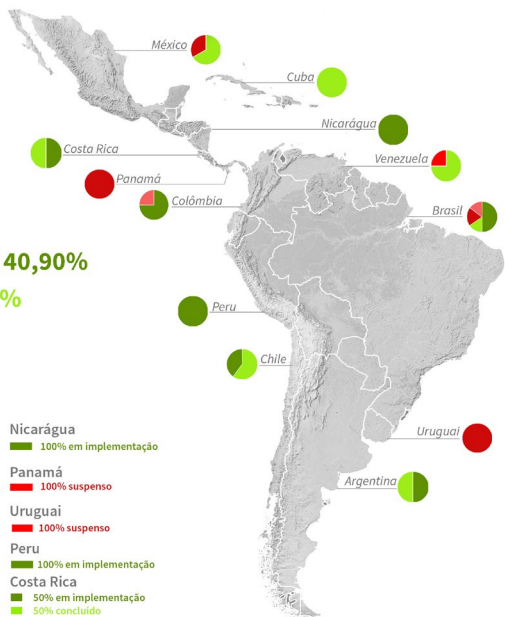 México
Cuba
Nicarágua
Costa Rica
Venezuela
Panamá
Colômbia
Brasil
40,90%
%
Peru
Chile
Uruguai
Argentina
Nicarágua
100% em implementação
Panamá
100% suspenso
Uruguai
100% suspenso
Peru
100% em implementação
Costa Rica
50% em implementação
50% concluído